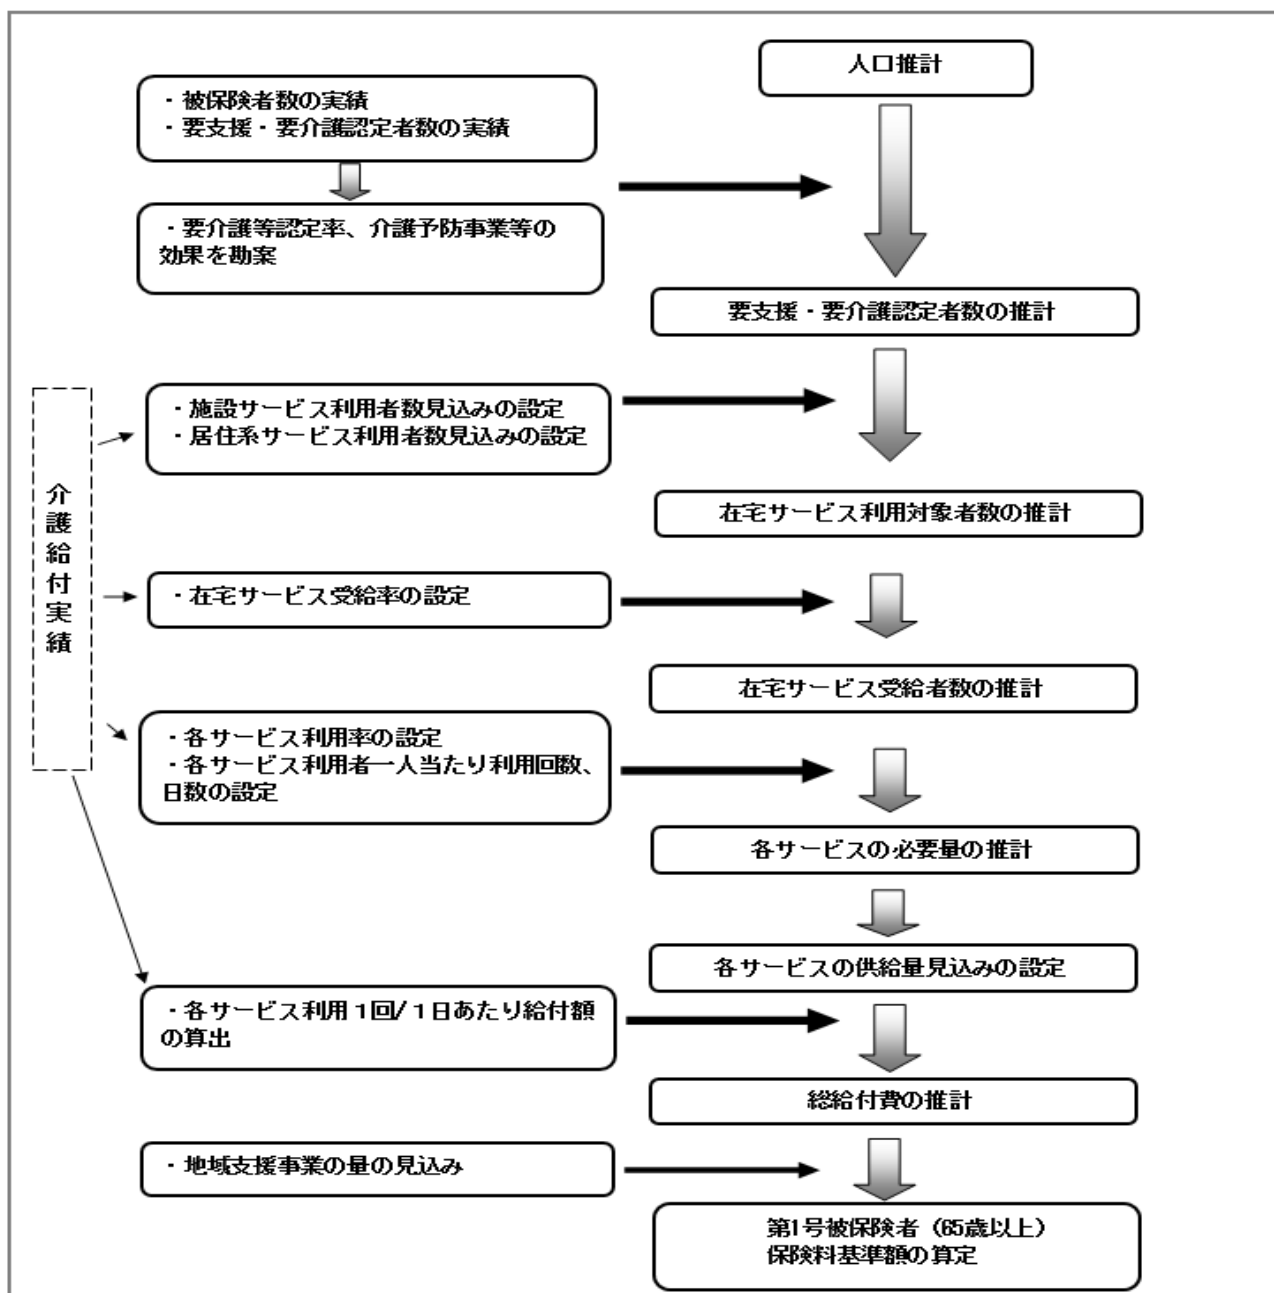 人口推計
・被保険者数の実績
・要支援・要介護認定者数の実績
・要介護等認定率、介護予防事業等の
効果を勘案
要支援・要介護認定者数の推計
介護給付実績
・施設サービス利用者数見込みの設定
・居住系サービス利用者数見込みの設定
在宅サービス利用対象者数の推計
・在宅サービス受給率の設定
在宅サービス受給者数の推計
・各サービス利用率の設定
・各サービス利用者一人当たり利用回数、
日数の設定
各サービスの必要量の推計
各サービスの供給量見込みの設定
・各サービス利用１回/１日あたり給付額
の算出
総給付費の推計
・地域支援事業の量の見込み
第1号被保険者（65歳以上）
保険料基準額の算定